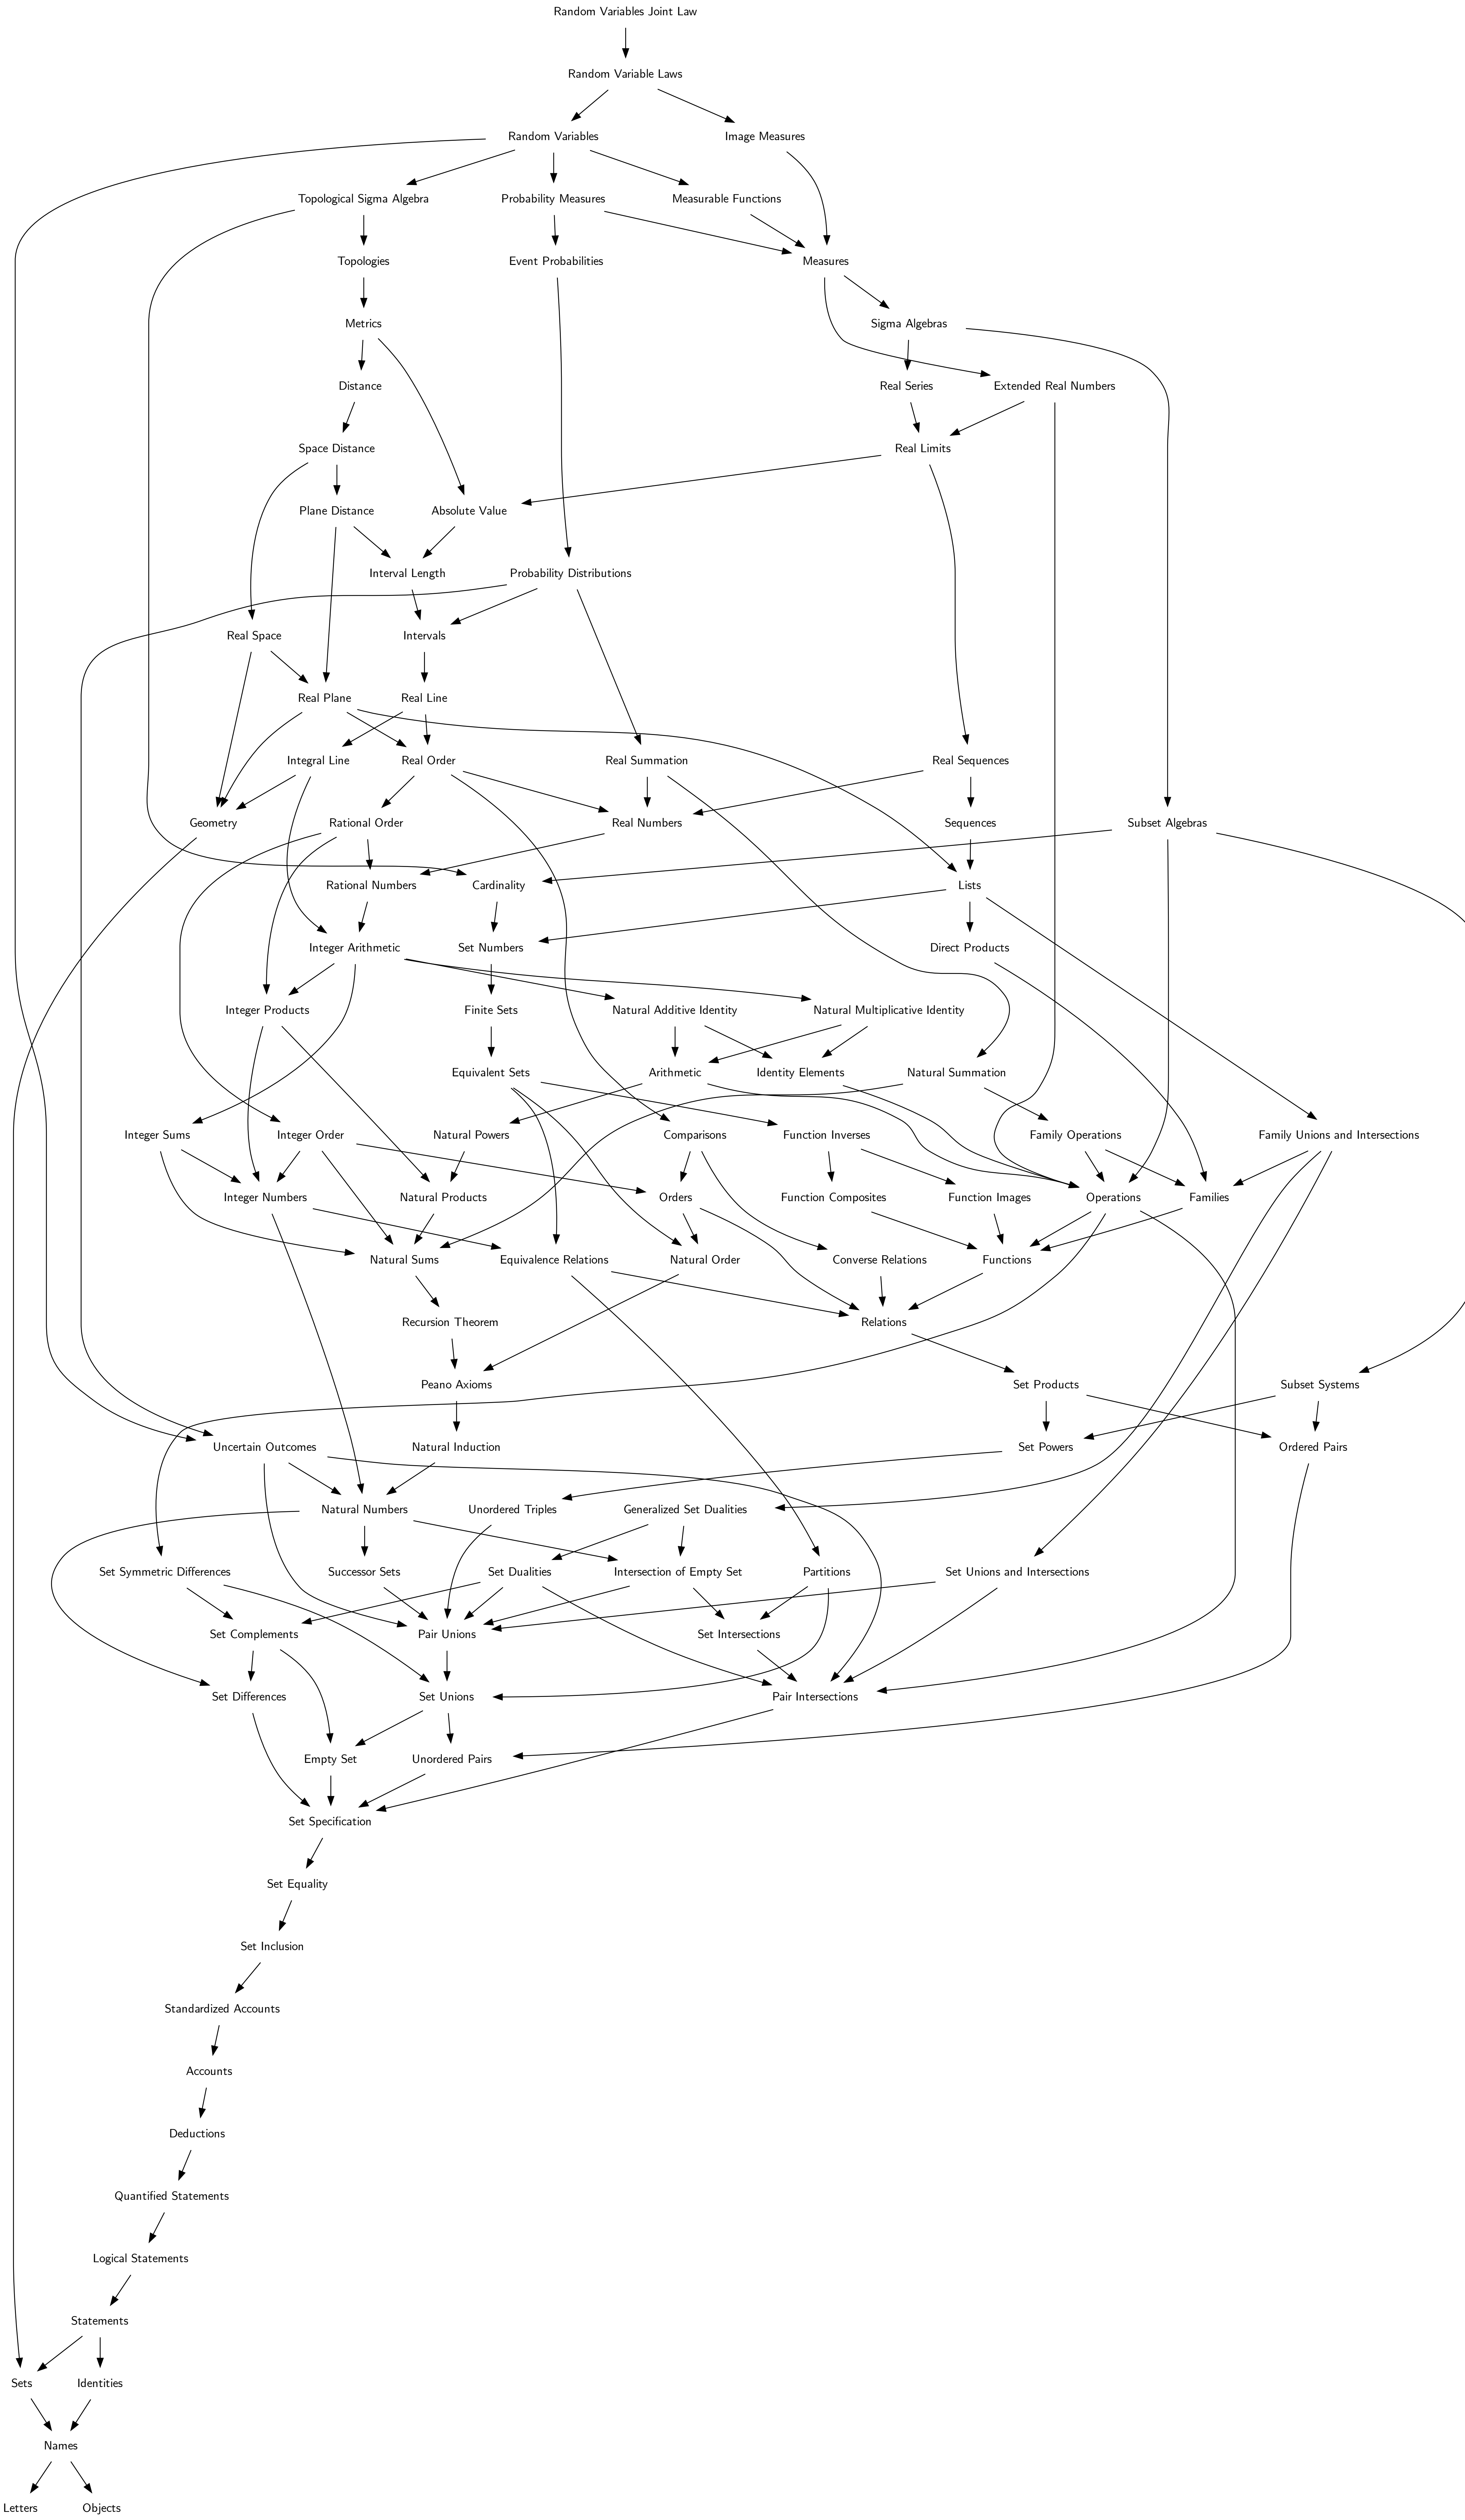 Random Variables Joint Law
Random Variable Laws
Random Variables
Image Measures
Topological Sigma Algebra
Probability Measures
Measurable Functions
Topologies
Event Probabilities
Measures
Metrics
Sigma Algebras
Distance
Real Series
Extended Real Numbers
Space Distance
Real Limits
Plane Distance
Absolute Value
Interval Length
Probability Distributions
Real Space
Intervals
Real Plane
Real Line
Integral Line
Real Order
Real Summation
Real Sequences
Geometry
Rational Order
Real Numbers
Sequences
Subset Algebras
Rational Numbers
Cardinality
Lists
Integer Arithmetic
Set Numbers
Direct Products
Integer Products
Finite Sets
Natural Additive Identity
Natural Multiplicative Identity
Equivalent Sets
Arithmetic
Identity Elements
Natural Summation
Integer Sums
Integer Order
Natural Powers
Comparisons
Function Inverses
Family Operations
Family Unions and Intersections
Integer Numbers
Natural Products
Orders
Function Composites
Function Images
Operations
Families
Natural Sums
Equivalence Relations
Natural Order
Converse Relations
Functions
Recursion Theorem
Relations
Peano Axioms
Set Products
Subset Systems
Uncertain Outcomes
Natural Induction
Set Powers
Ordered Pairs
Natural Numbers
Unordered Triples
Generalized Set Dualities
Set Symmetric Differences
Successor Sets
Set Dualities
Intersection of Empty Set
Partitions
Set Unions and Intersections
Set Complements
Pair Unions
Set Intersections
Set Differences
Set Unions
Pair Intersections
Empty Set
Unordered Pairs
Set Specification
Set Equality
Set Inclusion
Standardized Accounts
Accounts
Deductions
Quantified Statements
Logical Statements
Statements
Sets
Identities
Names
Letters
Objects